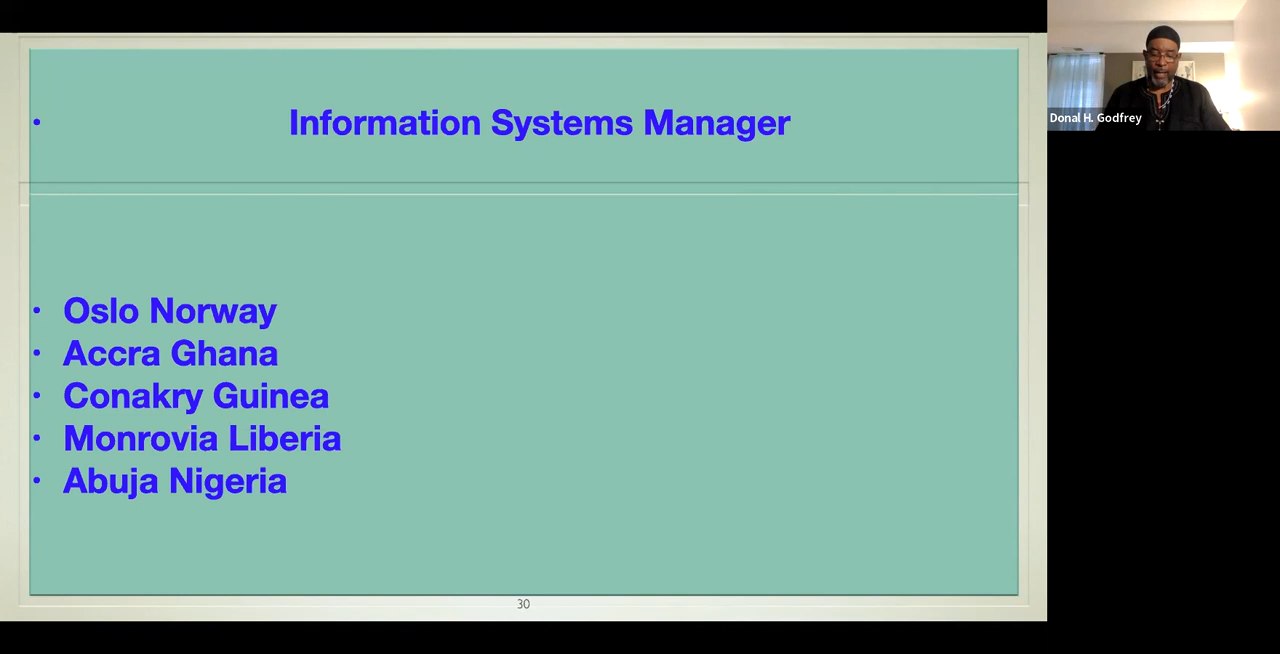 • Information Systems Manager
Donal H. Godfrey
• Oslo Norway
• Accra Ghana
• Conakry Guinea
• Monrovia Liberia
• Abuja Nigeria
30